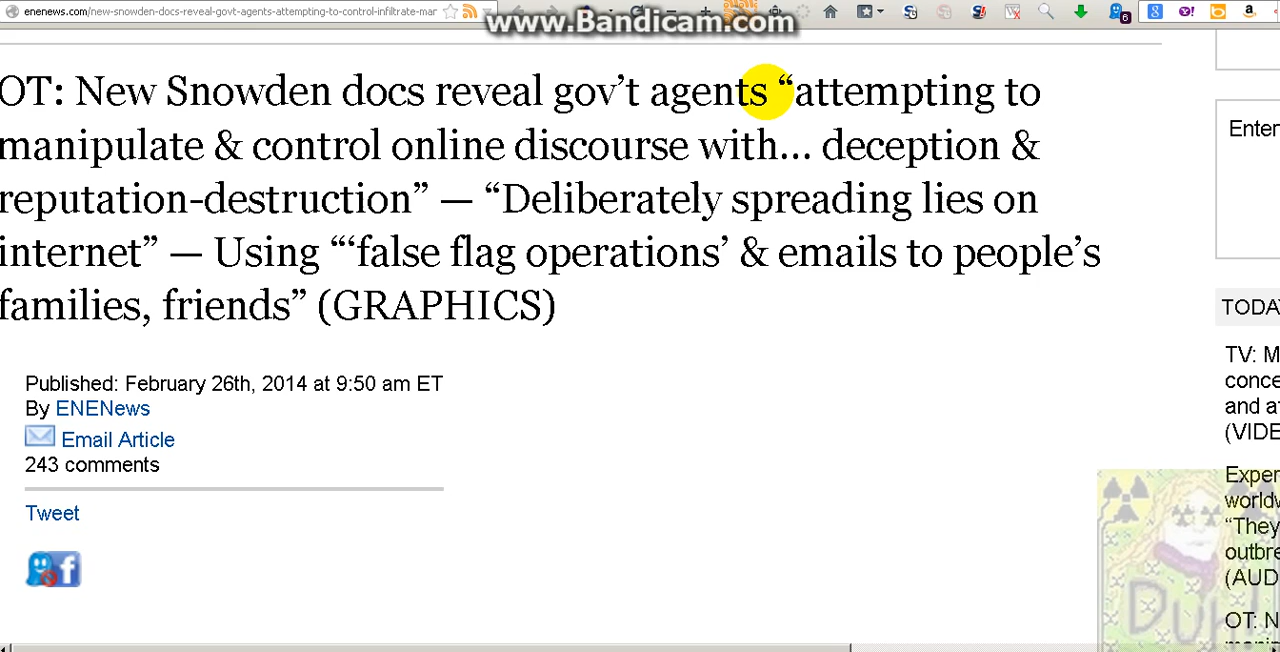 enenews.com/new-snowden-docs-reveal-govt-agents-attempting-to-control-infiltrate-mar
www.Bandicam.com
6
OT: New Snowden docs reveal gov’t agents “attempting to
manipulate & control online discourse with... deception &
reputation-destruction” — “Deliberately spreading lies on
internet” — Using “‘false flag operations’ & emails to people’s
families, friends” (GRAPHICS)
Published: February 26th, 2014 at 9:50 am ET
By ENENews
Email Article
243 comments
Tweet
Enter
TODA
TV: M
conce
and a
(VIDE
Exper
worldv
“They
outbre
(AUD
OT: N
DUH!